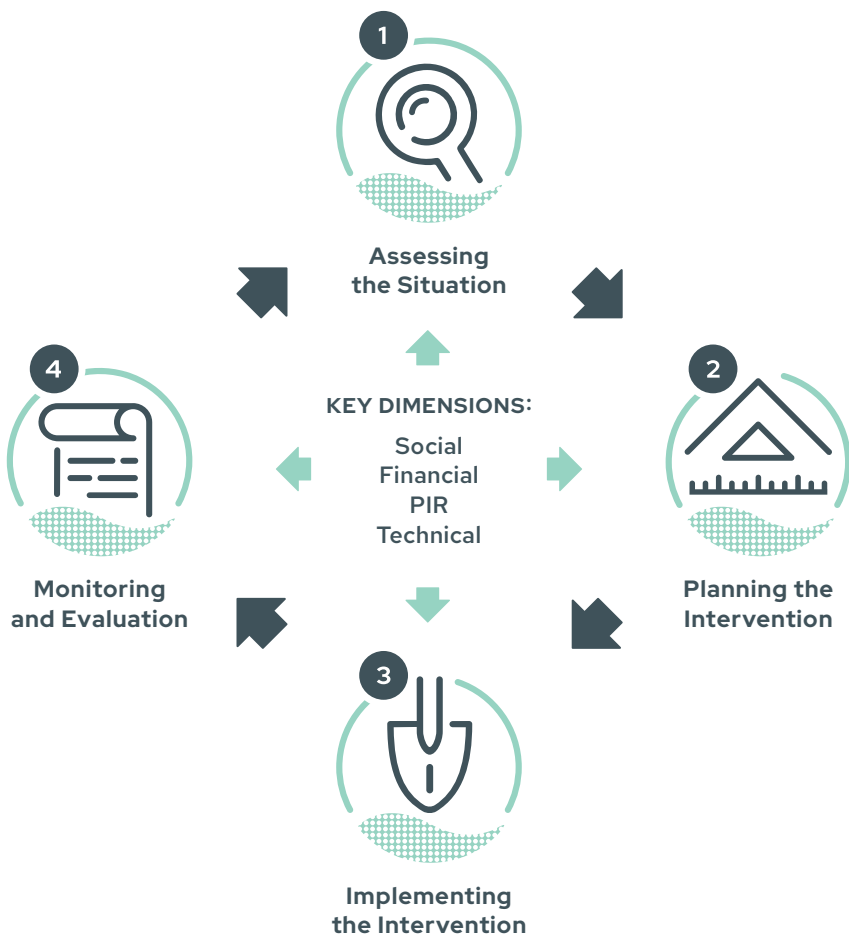 1
Assessing
the Situation
2
Planning the
Intervention
3
Implementing
the Intervention
4
Monitoring
and Evaluation
KEY DIMENSIONS:
Social
Financial
PIR
Technical